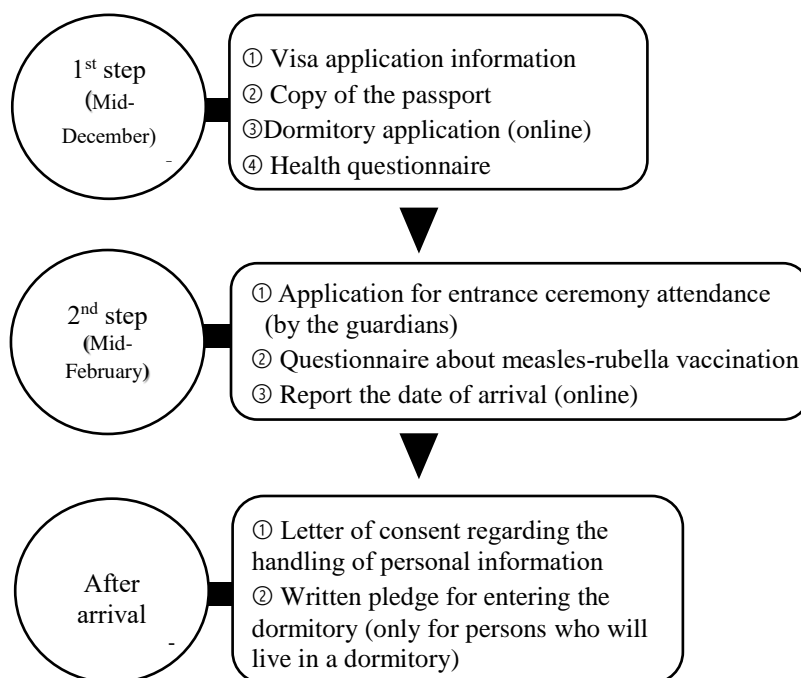 1st step
(Mid-
December)
-
① Visa application information
② Copy of the passport
③Dormitory application (online)
④ Health questionnaire
2nd step
(Mid-
February)
① Application for entrance ceremony attendance
(by the guardians)
② Questionnaire about measles-rubella vaccination
③ Report the date of arrival (online)
After
arrival
-
① Letter of consent regarding the
handling of personal information
② Written pledge for entering the
dormitory (only for persons who will
live in a dormitory)